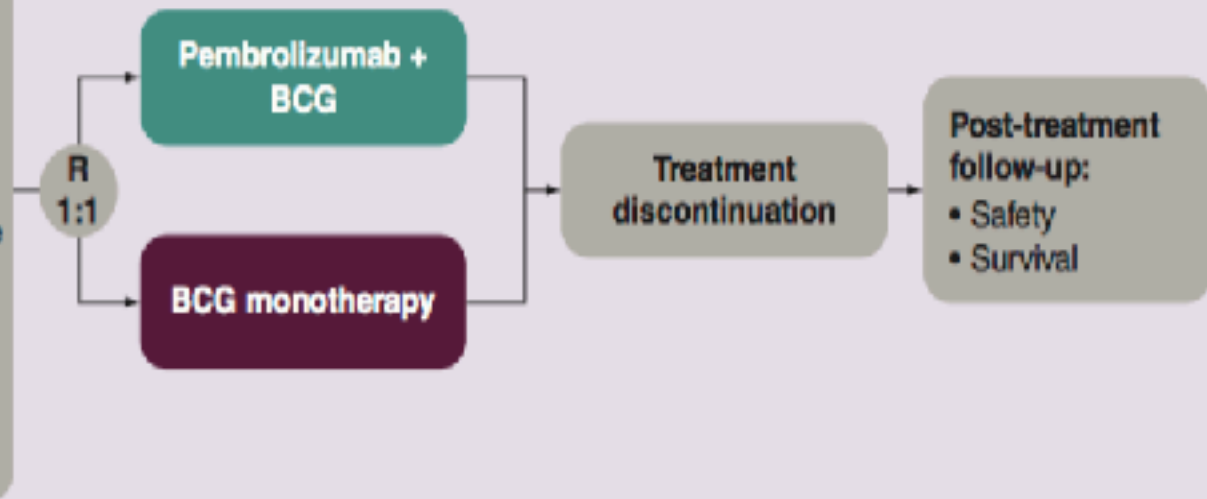 R
1:1
Pembrolizumab +
BCG
BCG monotherapy
Treatment
discontinuation
Post-treatment
follow-up:
• Safety
• Survival